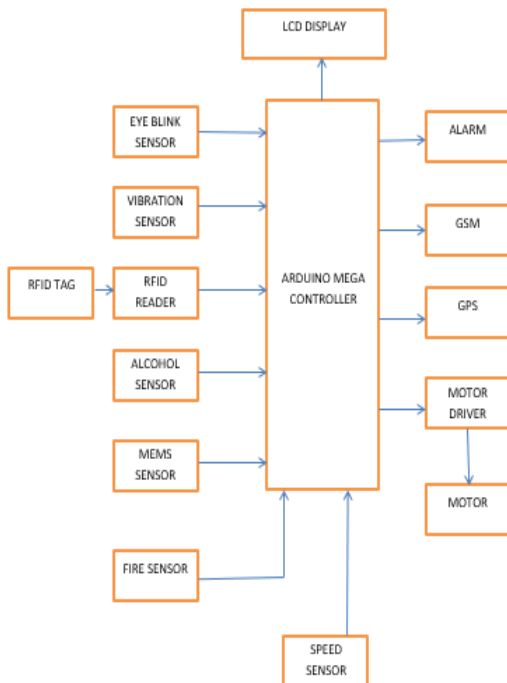 LCD DISPLAY
EYE BLINK
SENSOR
ALARM
VIBRATION
SENSOR
GSM
RFID TAG
RFID
READER
ARDUINO MEGA
CONTROLLER
GPS
ALCOHOL
SENSOR
MOTOR
DRIVER
MEMS
SENSOR
MOTOR
FIRE SENSOR
SPEED
SENSOR